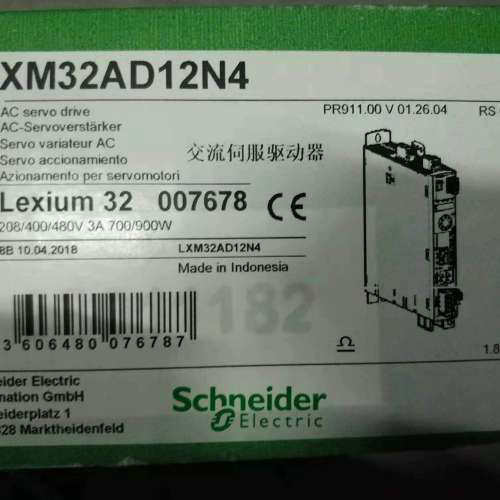 XM32AD12N4
AC servo drive
AC-Servoverstärker
Servo variateur AC
Servo accionamiento
Azionamento per servomotori
PR911.00 V 01.26.04
RS
交流伺服驱动器
Lexium 32 007678 CE
208/400/480V 3A 700/900W
8B 10.04.2018
LXM32AD12N4
Made in Indonesia
182
3 606480 076787
1.8
eider Electric
mation GmbH
eiderplatz 1
828 Marktheidenfeld
Schneider
Electric